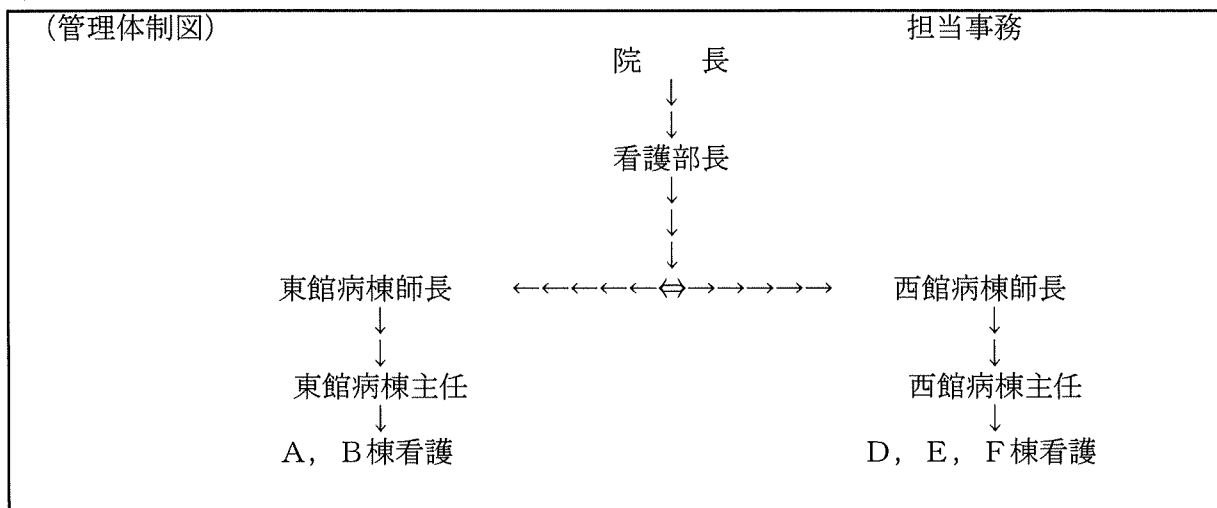 （管理体制図） 担当事務
院　　長
↓
↓
看護部長
↓
↓
↓
東館病棟師長 ←←←←←⇔→→→→→ 西館病棟師長
↓ ↓
↓ ↓
東館病棟主任 西館病棟主任
↓ ↓
Ａ，Ｂ棟看護 Ｄ，Ｅ，Ｆ棟看護